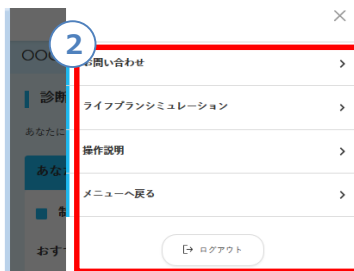 ×
○○
2
お問い合わせ
診断
ライフプランシミュレーション
あなたに
操作説明
あな
メニューへ戻る
おす
ログアウト